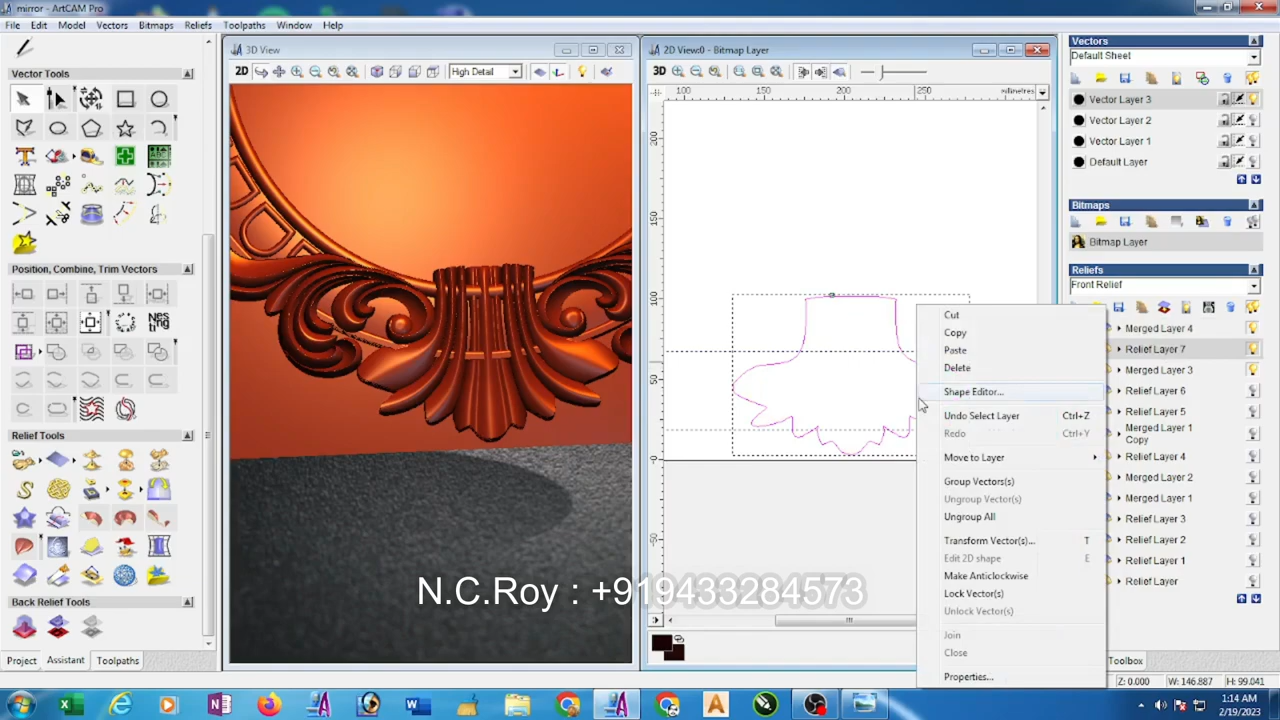 mirror - ArtCAM Pro
File Edit Model Vectors Bitmaps Reliefs Toolpaths Window Help
Vector Tools
Position, Combine, Trim Vectors
Relief Tools
Back Relief Tools
Project Assistant Toolpaths
3D View
2D High Detail
2D View:0 - Bitmap Layer
3D
100 150 200 250 millimetres
200
150
100
50
-0
-50
Cut
Copy
Paste
Delete
Shape Editor...
Undo Select Layer Ctrl+Z
Redo Ctrl+Y
Move to Layer
Group Vectors(s)
Ungroup Vector(s)
Ungroup All
Transform Vector(s)... T
Edit 2D shape E
Make Anticlockwise
Lock Vector(s)
Unlock Vector(s)
Join
Close
Properties...
Vectors
Default Sheet
Vector Layer 3
Vector Layer 2
Vector Layer 1
Default Layer
Bitmaps
Bitmap Layer
Reliefs
Front Relief
Merged Layer 4
Relief Layer 7
Merged Layer 3
Relief Layer 6
Relief Layer 5
Merged Layer 1
Copy
Relief Layer 4
Merged Layer 2
Merged Layer 1
Relief Layer 3
Relief Layer 2
Relief Layer 1
Relief Layer
Toolbox
N.C.Roy : +919433284573
Z: 0.000 W: 146.887 H: 99.041
1:14 AM
2/19/2023